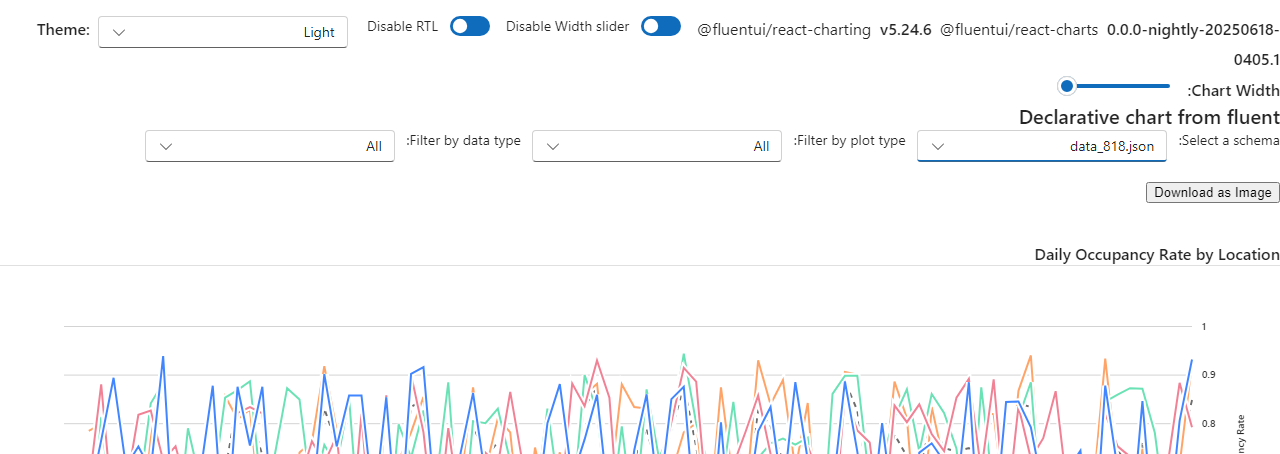 Theme: Light Disable RTL Disable Width slider @fluentui/react-charting v5.24.6 @fluentui/react-charts 0.0.0-nightly-20250618-
0405.1
:Chart Width
Declarative chart from fluent
:Select a schema data_818.json :Filter by plot type All :Filter by data type All
Download as Image
Daily Occupancy Rate by Location
1
0.9
0.8
Rate